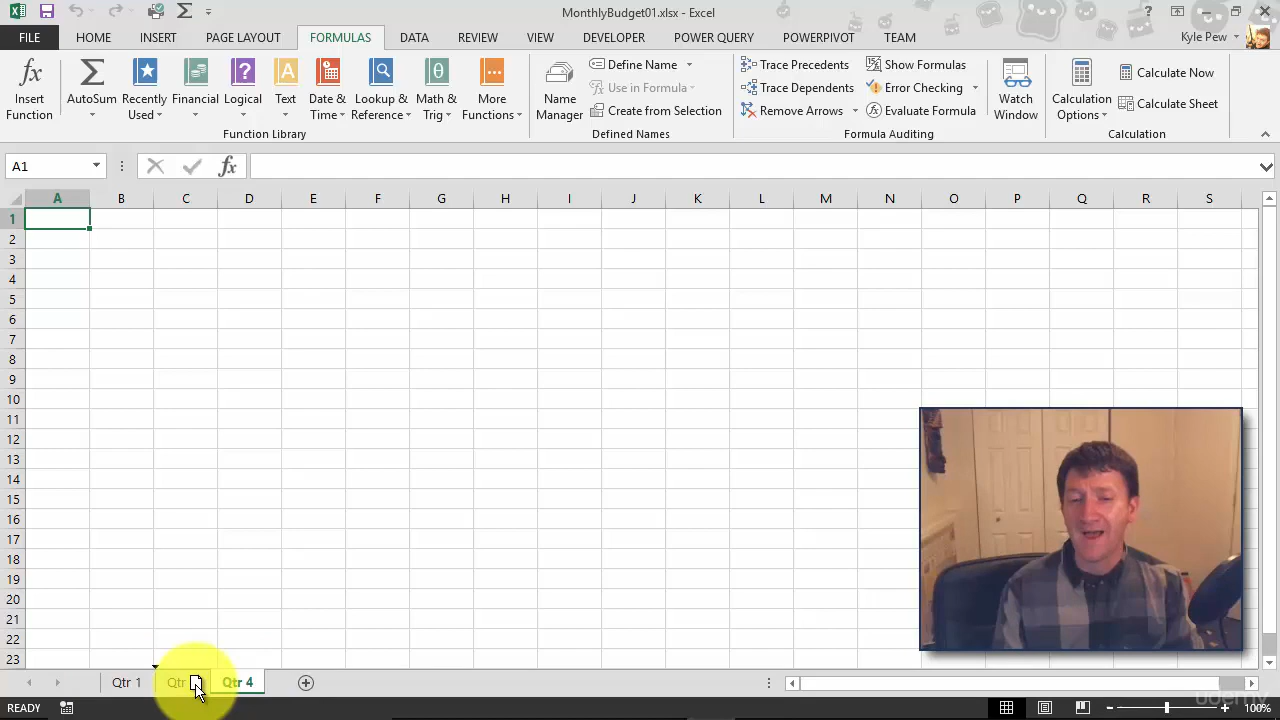 MonthlyBudget01.xlsx - Excel
FILE HOME INSERT PAGE LAYOUT FORMULAS DATA REVIEW VIEW DEVELOPER POWER QUERY POWERPIVOT TEAM Kyle Pew
Insert Function
AutoSum
Recently Used
Financial
Logical
Text
Date & Time
Lookup & Reference
Math & Trig
More Functions
Function Library
Name Manager
Define Name
Use in Formula
Create from Selection
Defined Names
Trace Precedents
Trace Dependents
Remove Arrows
Show Formulas
Error Checking
Evaluate Formula
Formula Auditing
Watch Window
Calculation Options
Calculate Now
Calculate Sheet
Calculation
A1 fx
A B C D E F G H I J K L M N O P Q R S
1
2
3
4
5
6
7
8
9
10
11
12
13
14
15
16
17
18
19
20
21
22
23
Qtr 1 Qtr Qtr 4
READY 100%
udemy